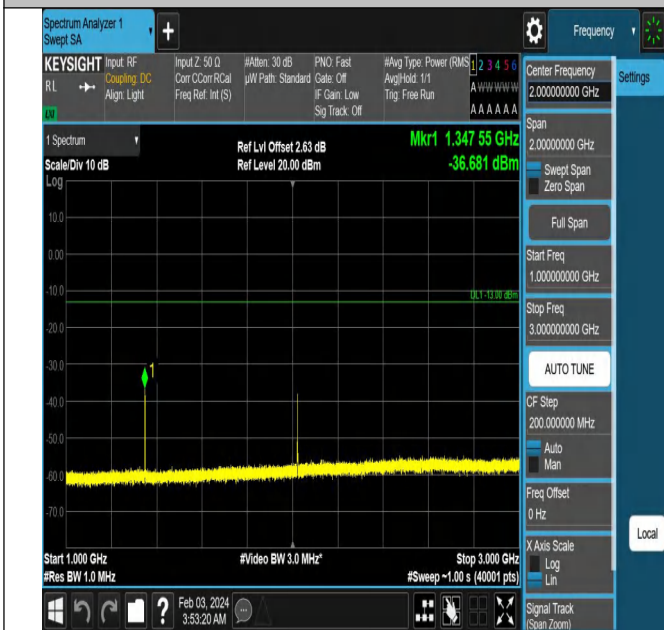 Spectrum Analyzer 1
Swept SA
+
Frequency
KEYSIGHT
RL
LXI
Input: RF
Coupling: DC
Align: Light
Input Z: 50 Ω
Corr CCorr RCal
Freq Ref: Int (S)
#Atten: 30 dB
µW Path: Standard
PNO: Fast
Gate: Off
IF Gain: Low
Sig Track: Off
#Avg Type: Power (RMS
Avg|Hold: 1/1
Trig: Free Run
1 2 3 4 5 6
A W W W W W
A A A A A A
1 Spectrum
Scale/Div 10 dB
Ref Lvl Offset 2.63 dB
Ref Level 20.00 dBm
Mkr1 1.347 55 GHz
-36.681 dBm
Log
10.0
0.00
-10.0
-20.0
-30.0
-40.0
-50.0
-60.0
-70.0
DL1 -13.00 dBm
1
Start 1.000 GHz
#Res BW 1.0 MHz
#Video BW 3.0 MHz*
Stop 3.000 GHz
#Sweep ~1.00 s (40001 pts)
Feb 03, 2024
3:53:20 AM
Center Frequency
2.000000000 GHz
Settings
Span
2.00000000 GHz
Swept Span
Zero Span
Full Span
Start Freq
1.000000000 GHz
Stop Freq
3.000000000 GHz
AUTO TUNE
CF Step
200.000000 MHz
Auto
Man
Freq Offset
0 Hz
X Axis Scale
Log
Lin
Local
Signal Track
(Span Zoom)